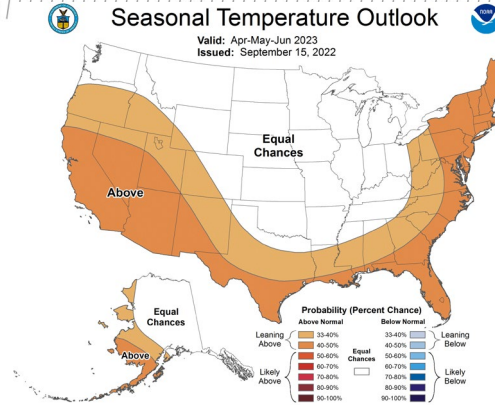 Seasonal Temperature Outlook
NOAA
Valid: Apr-May-Jun 2023
Issued: September 15, 2022
Equal
Chances
Above
Equal
Chances
Above
Probability (Percent Chance)
Above Normal
Below Normal
Leaning
Above
33-40%
40-50%
Likely
Above
50-60%
60-70%
70-80%
80-90%
90-100%
Equal
Chances
33-40%
40-50%
Leaning
Below
50-60%
60-70%
70-80%
80-90%
90-100%
Likely
Below